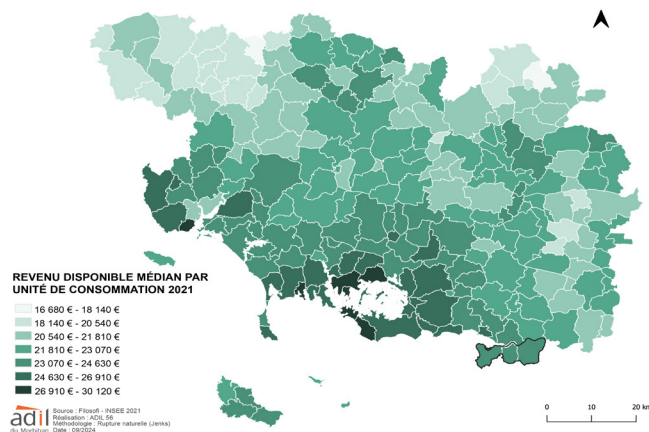 REVENU DISPONIBLE MÉDIAN PAR
UNITÉ DE CONSOMMATION 2021
16 680 € - 18 140 €
18 140 € - 20 540 €
20 540 € - 21 810 €
21 810 € - 23 070 €
23 070 € - 24 630 €
24 630 € - 26 910 €
26 910 € - 30 120 €
adil
du Morbihan
Source : Filosofi - INSEE 2021
Réalisation : ADIL 56
Méthodologie : Rupture naturelle (Jenks)
Date : 09/2024
0 10 20 km